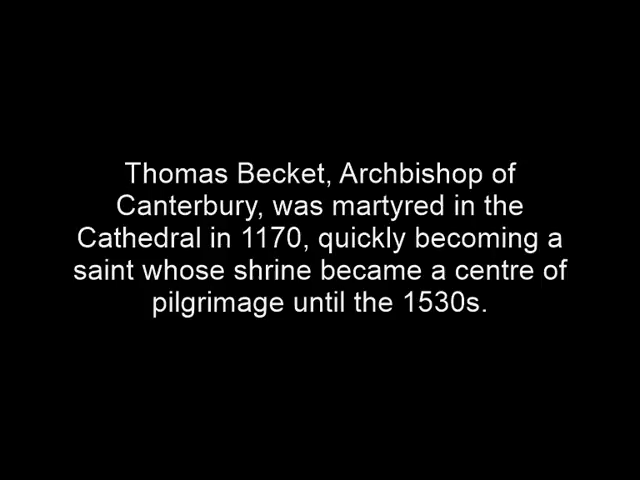 Thomas Becket, Archbishop of
Canterbury, was martyred in the
Cathedral in 1170, quickly becoming a
saint whose shrine became a centre of
pilgrimage until the 1530s.